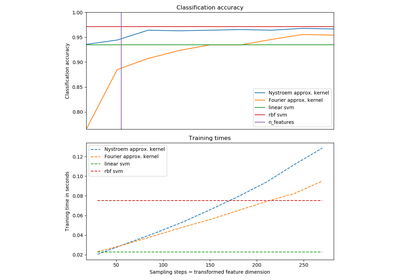 Classification accuracy
1.00
0.95
0.90
0.85
0.80
Classification accuracy
Nystroem approx. kernel
Fourier approx. kernel
linear svm
rbf svm
n_features
Training times
0.14
0.12
0.10
0.08
0.06
0.04
0.02
Training time in seconds
Nystroem approx. kernel
Fourier approx. kernel
linear svm
rbf svm
50 100 150 200 250
Sampling steps = transformed feature dimension